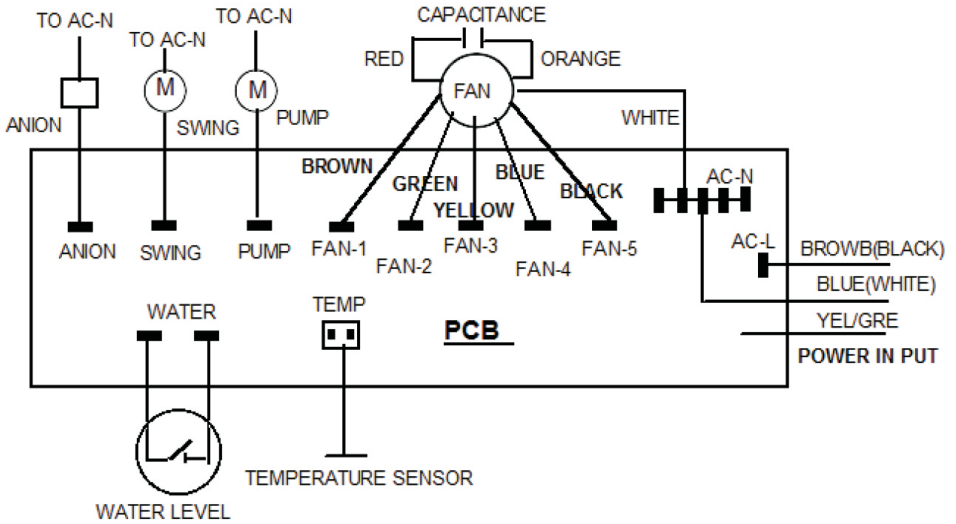 TO AC-N
TO AC-N
TO AC-N
CAPACITANCE
RED
ORANGE
M
M
FAN
ANION
SWING
PUMP
WHITE
BROWN
GREEN
YELLOW
BLUE
BLACK
AC-N
ANION
SWING
PUMP
FAN-1
FAN-2
FAN-3
FAN-4
FAN-5
AC-L
BROWB(BLACK)
BLUE(WHITE)
YEL/GRE
POWER IN PUT
WATER
TEMP
PCB
TEMPERATURE SENSOR
WATER LEVEL